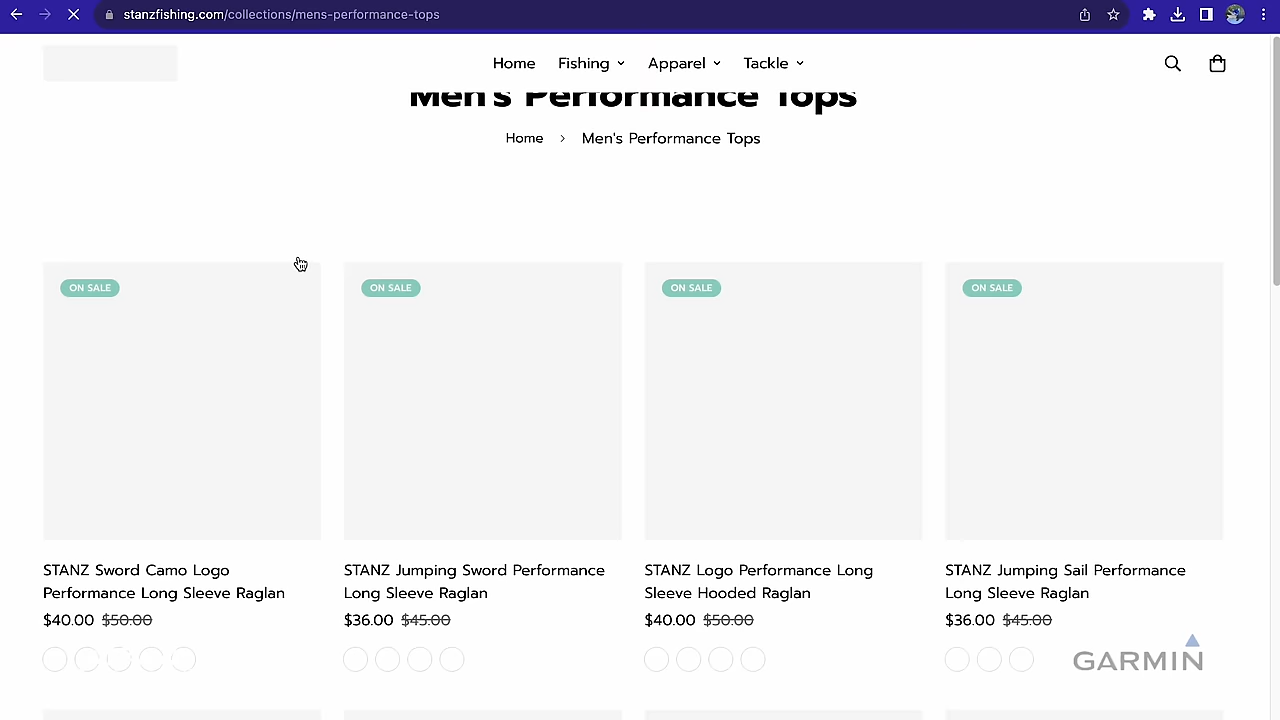 stanzfishing.com/collections/mens-performance-tops
Home Fishing Apparel Tackle
Men's Performance Tops
Home > Men's Performance Tops
ON SALE ON SALE ON SALE ON SALE
STANZ Sword Camo Logo
Performance Long Sleeve Raglan
$40.00 $50.00
STANZ Jumping Sword Performance
Long Sleeve Raglan
$36.00 $45.00
STANZ Logo Performance Long
Sleeve Hooded Raglan
$40.00 $50.00
STANZ Jumping Sail Performance
Long Sleeve Raglan
$36.00 $45.00
GARMIN